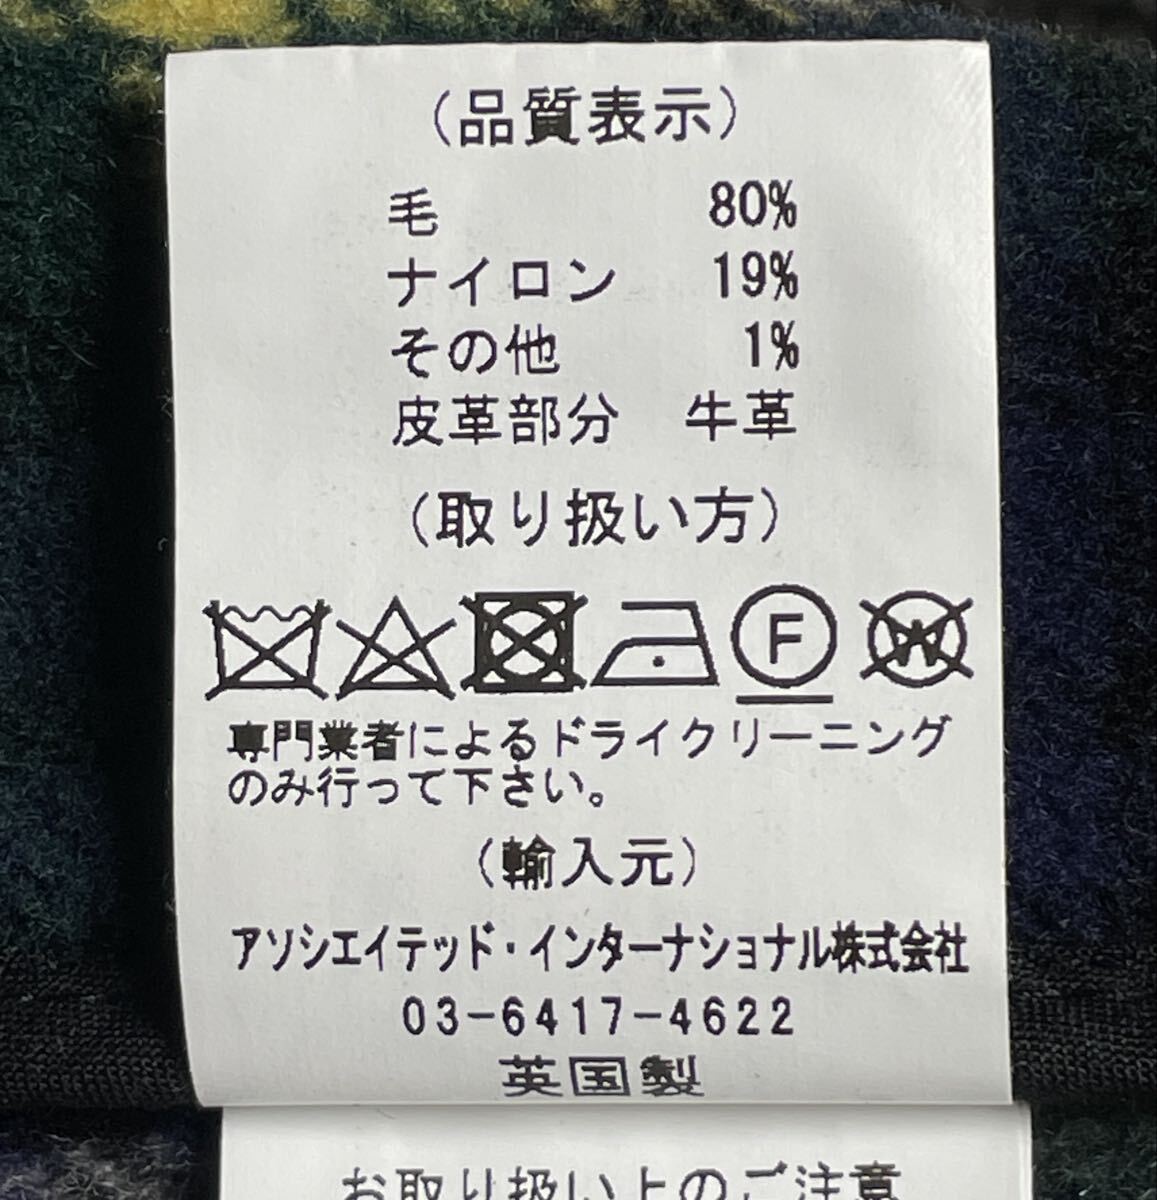 （品質表示）
毛 80%
ナイロン 19%
その他 1%
皮革部分 牛革
（取り扱い方）
F W
専門業者によるドライクリーニング
のみ行って下さい。
（輸入元）
アソシエイテッド・インターナショナル株式会社
03-6417-4622
英国製
お取り扱い上のご注意